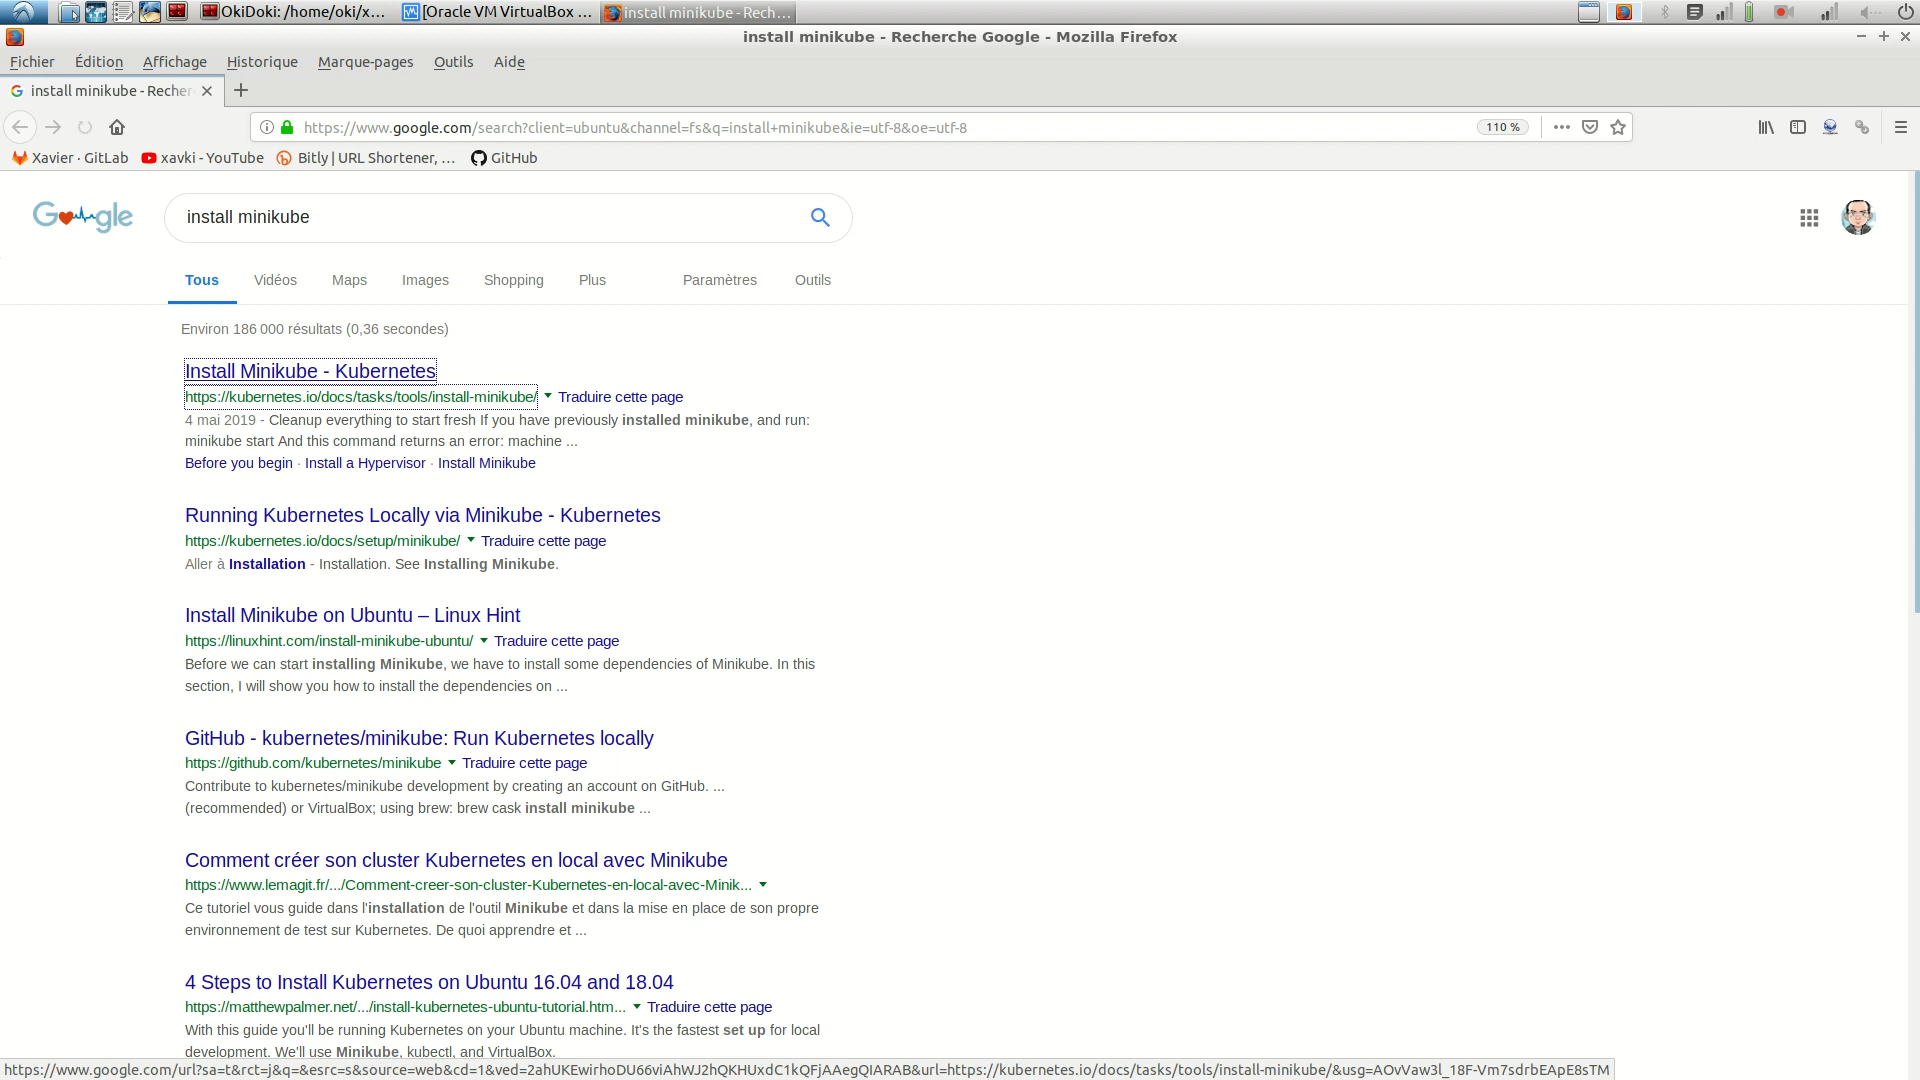 OkiDoki: /home/oki/x...
[Oracle VM VirtualBox ...
install minikube - Rech...
install minikube - Recherche Google - Mozilla Firefox
Fichier Édition Affichage Historique Marque-pages Outils Aide
install minikube - Recher
https://www.google.com/search?client=ubuntu&channel=fs&q=install+minikube&ie=utf-8&oe=utf-8
110 %
Xavier · GitLab xavki - YouTube Bitly | URL Shortener, ... GitHub
Google
install minikube
Tous Vidéos Maps Images Shopping Plus Paramètres Outils
Environ 186 000 résultats (0,36 secondes)
Install Minikube - Kubernetes
https://kubernetes.io/docs/tasks/tools/install-minikube/ Traduire cette page
4 mai 2019 - Cleanup everything to start fresh If you have previously installed minikube, and run:
minikube start And this command returns an error: machine ...
Before you begin · Install a Hypervisor · Install Minikube
Running Kubernetes Locally via Minikube - Kubernetes
https://kubernetes.io/docs/setup/minikube/ Traduire cette page
Aller à Installation - Installation. See Installing Minikube.
Install Minikube on Ubuntu – Linux Hint
https://linuxhint.com/install-minikube-ubuntu/ Traduire cette page
Before we can start installing Minikube, we have to install some dependencies of Minikube. In this
section, I will show you how to install the dependencies on ...
GitHub - kubernetes/minikube: Run Kubernetes locally
https://github.com/kubernetes/minikube Traduire cette page
Contribute to kubernetes/minikube development by creating an account on GitHub. ...
(recommended) or VirtualBox; using brew: brew cask install minikube ...
Comment créer son cluster Kubernetes en local avec Minikube
https://www.lemagit.fr/.../Comment-creer-son-cluster-Kubernetes-en-local-avec-Minik...
Ce tutoriel vous guide dans l'installation de l'outil Minikube et dans la mise en place de son propre
environnement de test sur Kubernetes. De quoi apprendre et ...
4 Steps to Install Kubernetes on Ubuntu 16.04 and 18.04
https://matthewpalmer.net/.../install-kubernetes-ubuntu-tutorial.htm... Traduire cette page
With this guide you'll be running Kubernetes on your Ubuntu machine. It's the fastest set up for local
development. We'll use Minikube, kubectl, and VirtualBox.
https://www.google.com/url?sa=t&rct=j&q=&esrc=s&source=web&cd=1&ved=2ahUKEwirhoDU66viAhWJ2hQKHUxdC1kQFjAAegQIARAB&url=https://kubernetes.io/docs/tasks/tools/install-minikube/&usg=AOvVaw3l_18F-Vm7sdrbEApE8sTM